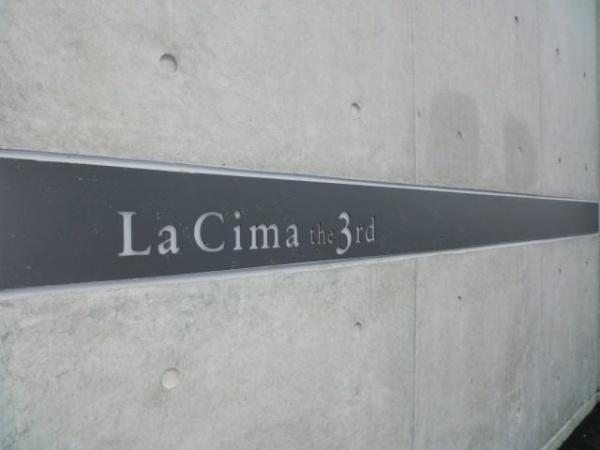 La Cima the 3rd